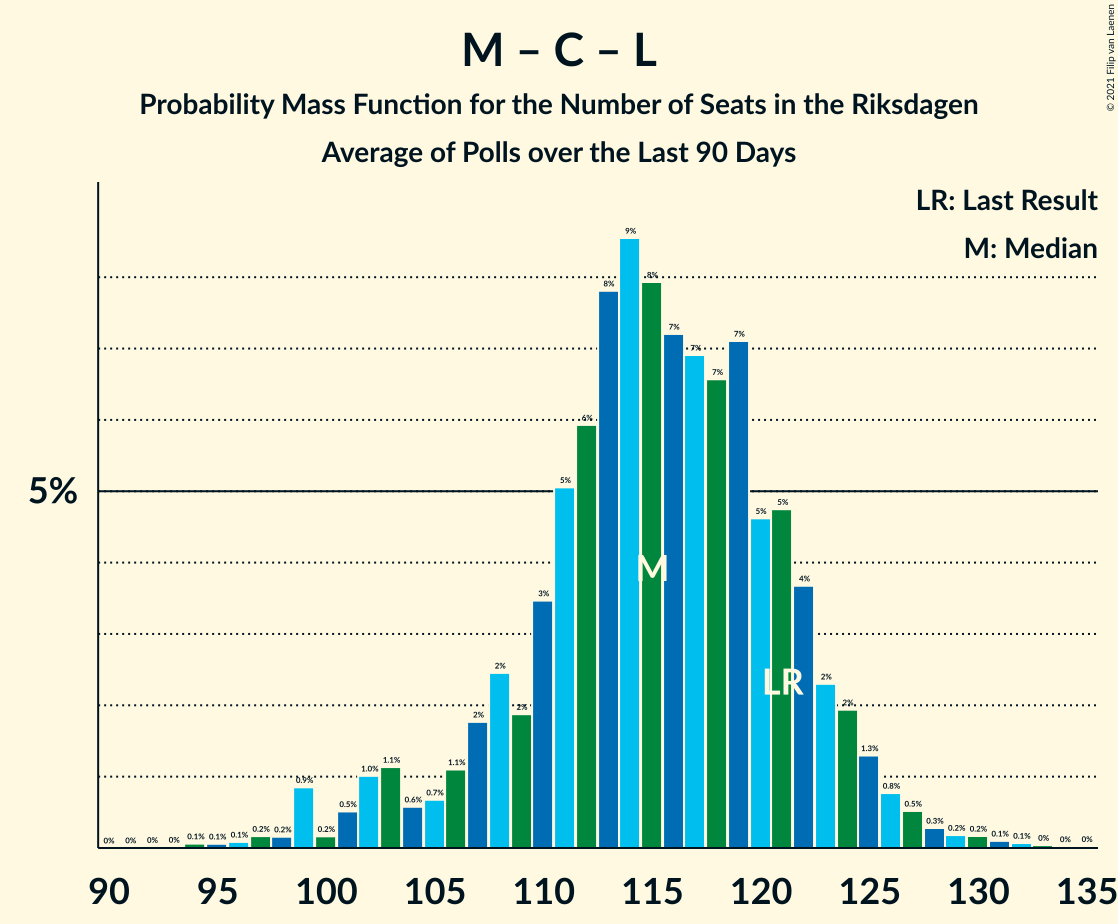 M – C – L
Probability Mass Function for the Number of Seats in the Riksdagen
Average of Polls over the Last 90 Days
© 2021 Filip van Laenen
LR: Last Result
M: Median
5%
0% 0% 0% 0% 0.1% 0.1% 0.1% 0.2% 0.2% 0.9% 0.2% 0.5% 1.0% 1.1% 0.6% 0.7% 1.1% 2% 2% 2% 3% 5% 6% 8% 9% 8% 7% 7% 7% 7% 5% 5% 4% 2% 2% 1.3% 0.8% 0.5% 0.3% 0.2% 0.2% 0.1% 0.1% 0% 0% 0%
M
LR
90 95 100 105 110 115 120 125 130 135